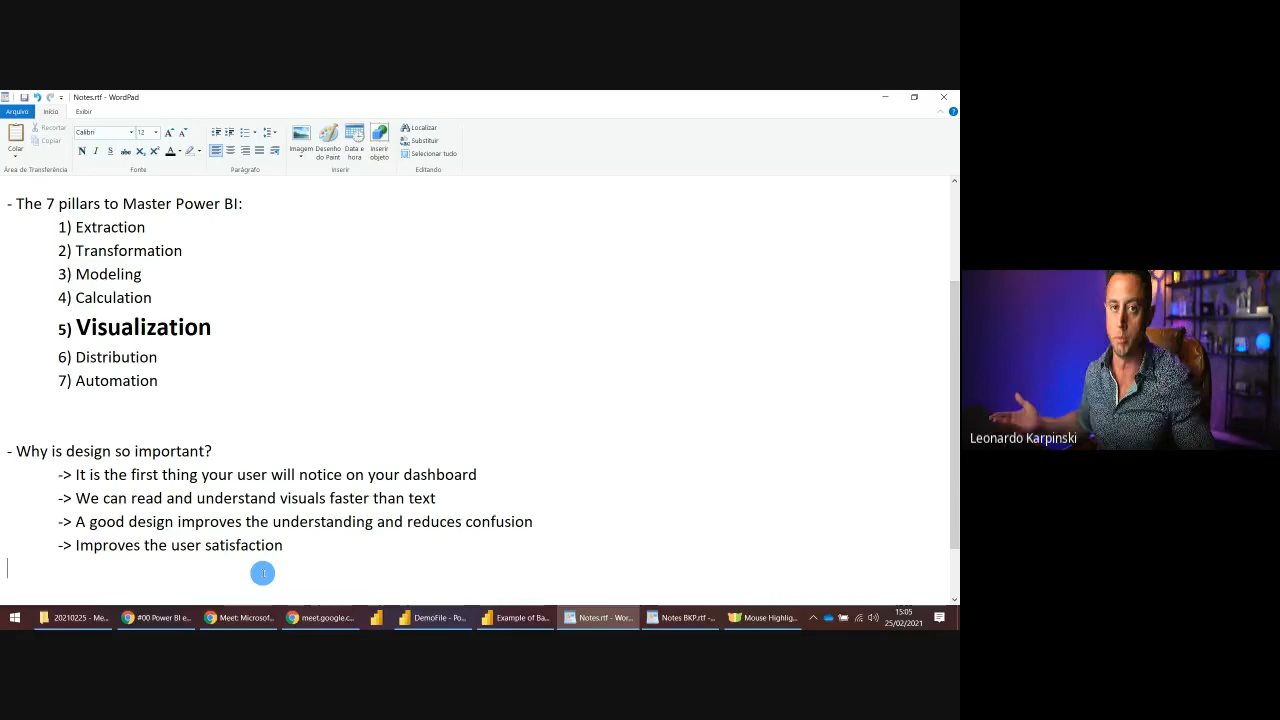 Notes.rtf - WordPad
Arquivo Início Exibir
Colar
Recortar
Copiar
Área de Transferência
Calibri 12
Fonte
Parágrafo
Imagem
Desenho do Paint
Data e hora
Inserir objeto
Inserir
Localizar
Substituir
Selecionar tudo
Editando
- The 7 pillars to Master Power BI:
1) Extraction
2) Transformation
3) Modeling
4) Calculation
5) Visualization
6) Distribution
7) Automation
- Why is design so important?
-> It is the first thing your user will notice on your dashboard
-> We can read and understand visuals faster than text
-> A good design improves the understanding and reduces confusion
-> Improves the user satisfaction
Leonardo Karpinski
20210225 - Me... #00 Power BI e... Meet: Microsof... meet.google.c... DemoFile - Po... Example of Ba... Notes.rtf - Wor... Notes BKP.rtf -... Mouse Highlig...
15:05
25/02/2021